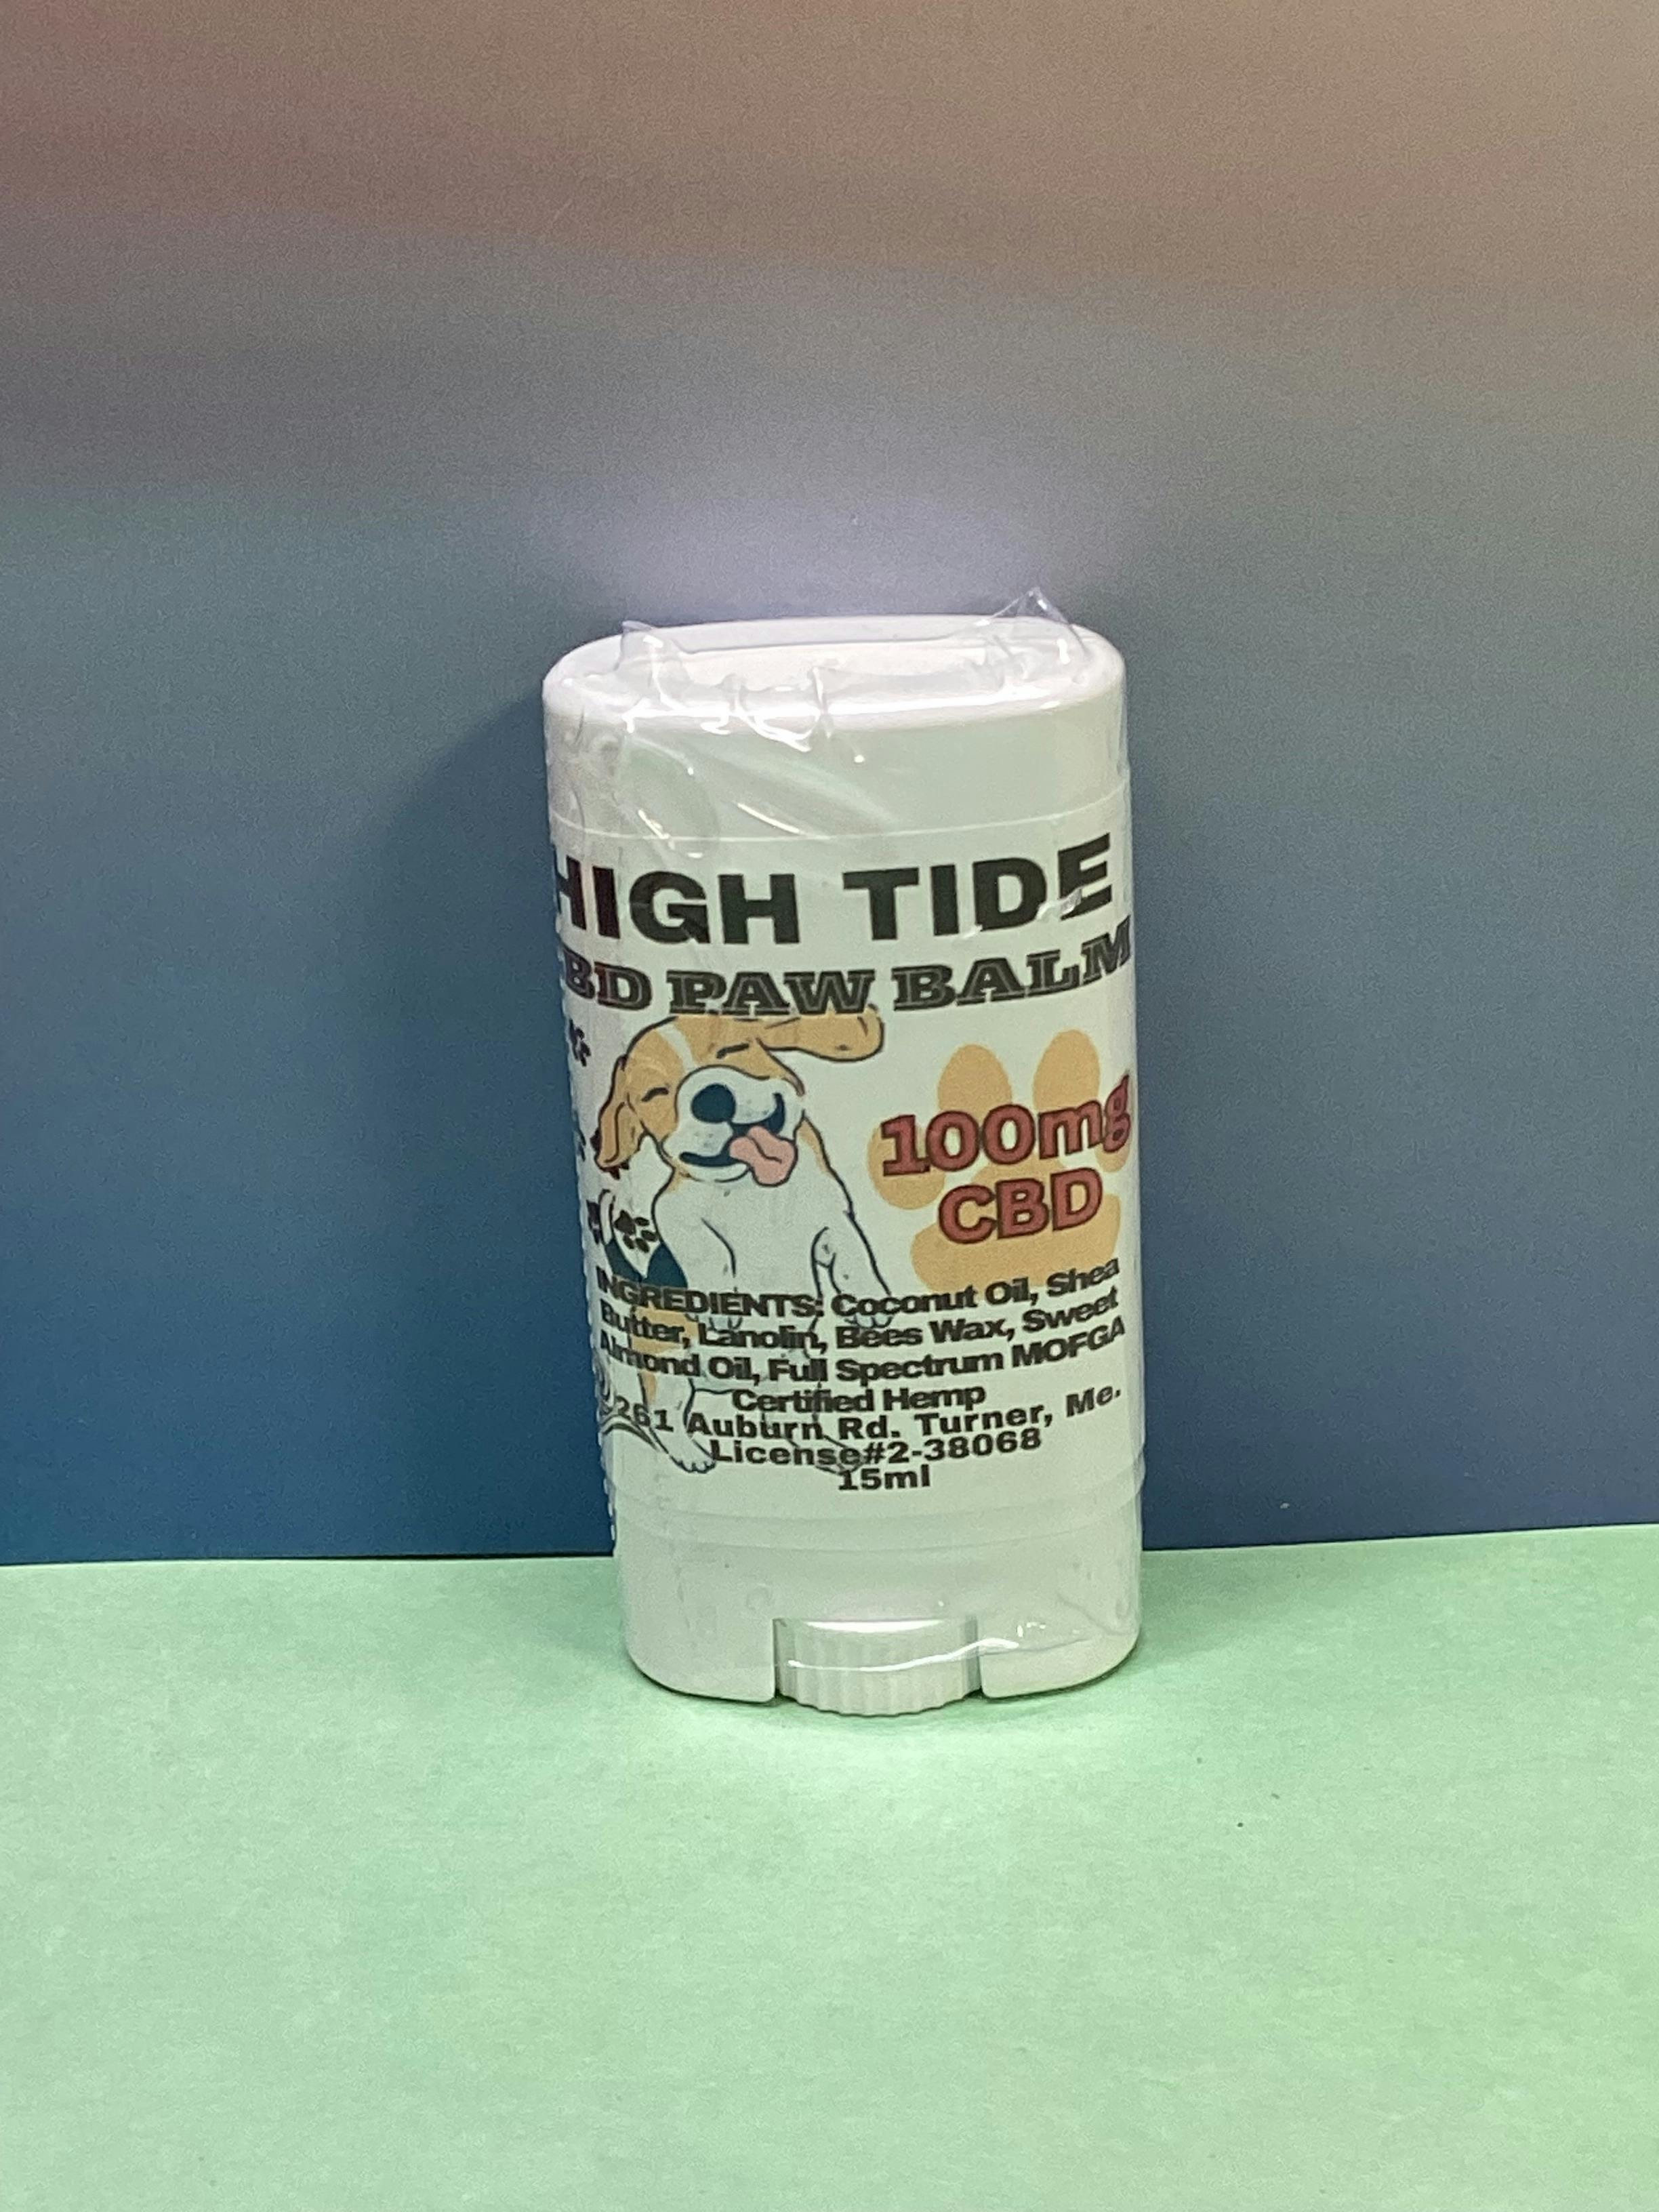 HIGH TIDE
CBD PAW BALM
100mg
CBD
INGREDIENTS: Coconut Oil, Shea
Butter, Lanolin, Bees Wax, Sweet
Almond Oil, Full Spectrum MOFGA
Certified Hemp
261 Auburn Rd. Turner, Me.
License#2-38068
15ml